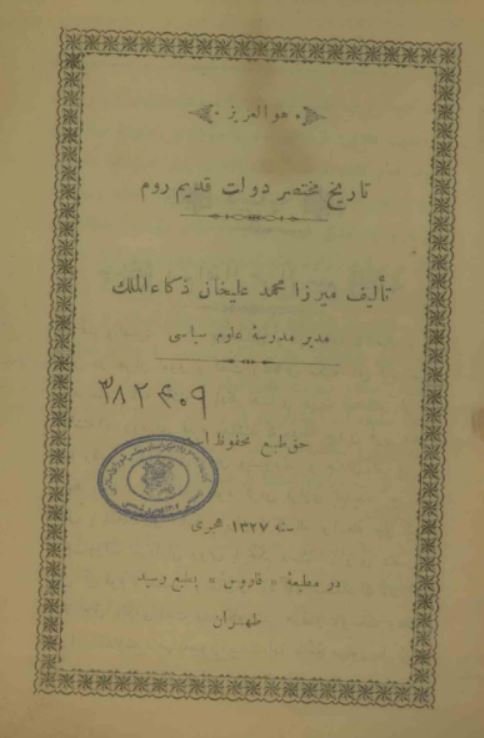 هو العزیز
تاریخ مختصر دولت قدیم روم
تألیف میرزا محمد علیخان ذکاءالملک
مدیر مدرسهٔ علوم سیاسی
۳۸۲۴۰۹
حق طبع محفوظ است
سنه ۱۳۲۷ هجری
در مطبعهٔ « فاروس » بطبع رسید
طهران